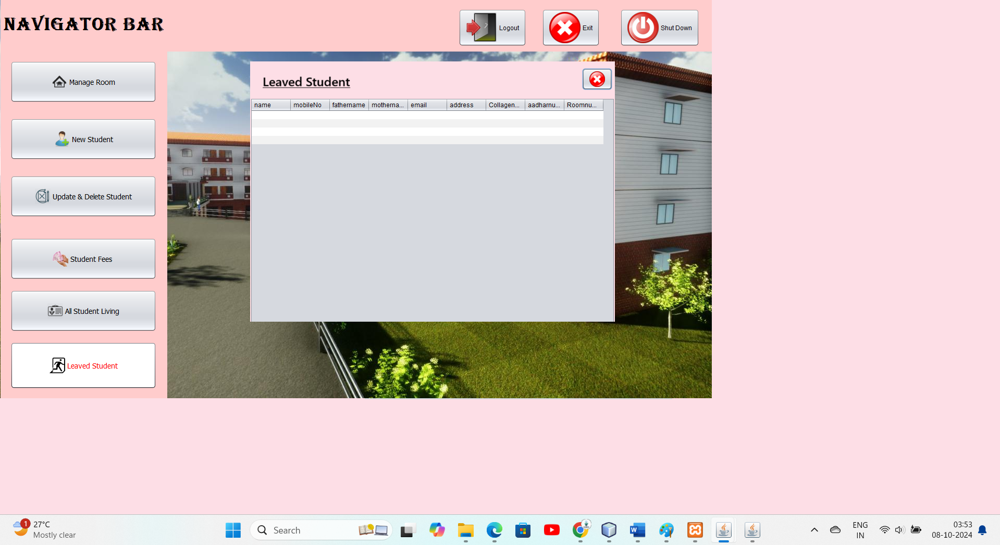 NAVIGATOR BAR
Logout
Exit
Shut Down
Manage Room
New Student
Update & Delete Student
Student Fees
All Student Living
Leaved Student
Leaved Student
name mobileNo fathername motherna... email address Collagen... aadharnu... Roomnu...
1
27°C
Mostly clear
Search
W
ENG
IN
03:53
08-10-2024